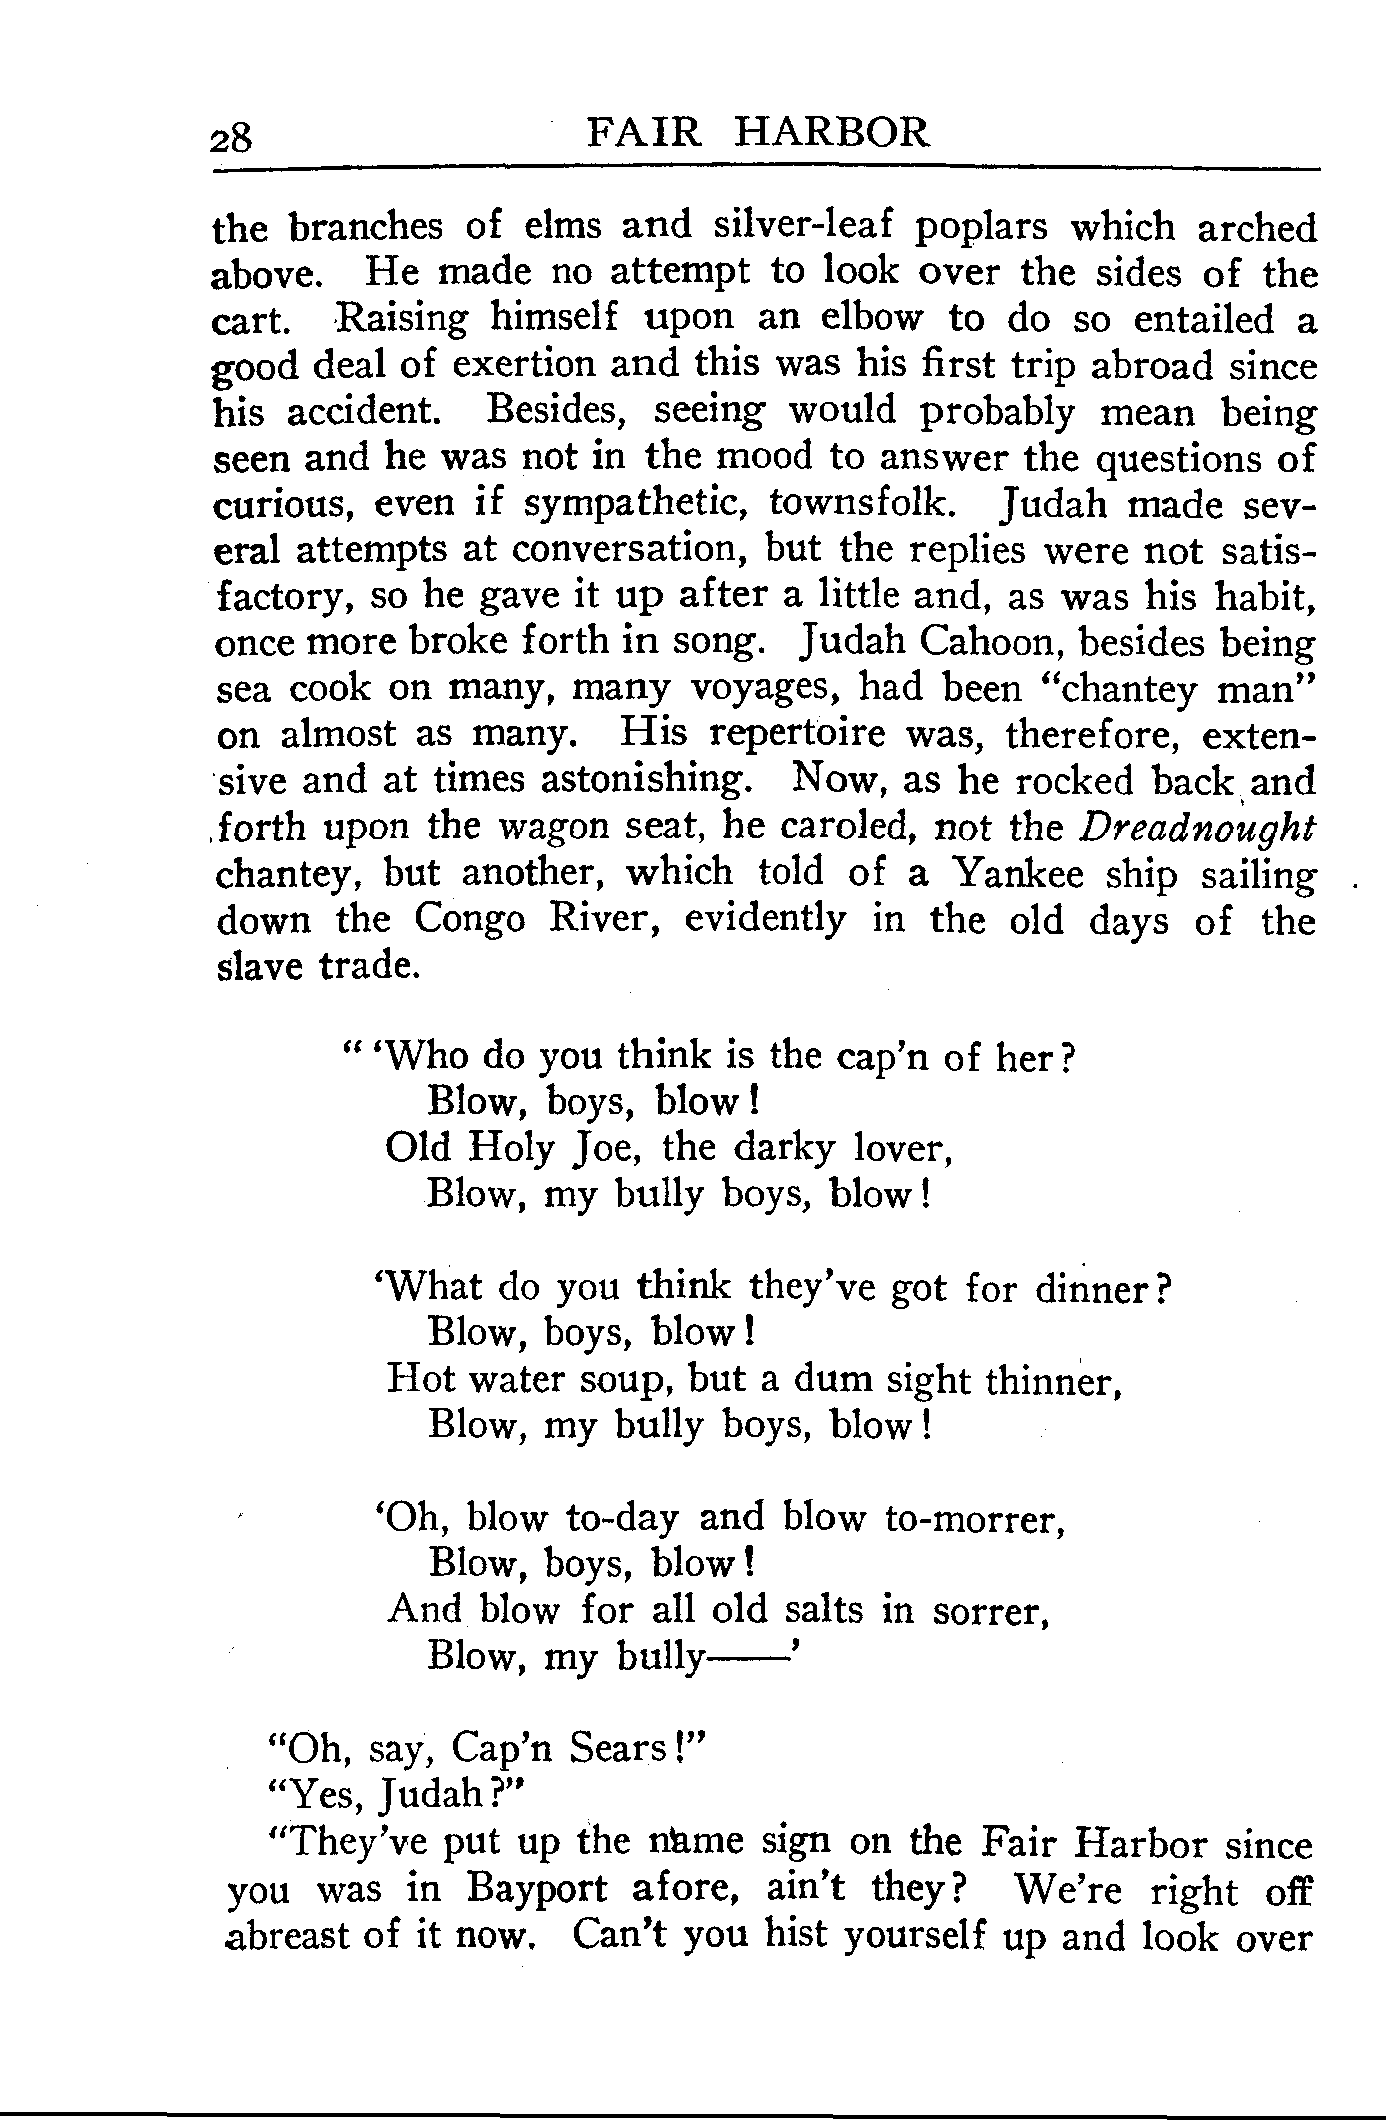 28 FAIR HARBOR
the branches of elms and silver-leaf poplars which arched
above. He made no attempt to look over the sides of the
cart. Raising himself upon an elbow to do so entailed a
good deal of exertion and this was his first trip abroad since
his accident. Besides, seeing would probably mean being
seen and he was not in the mood to answer the questions of
curious, even if sympathetic, townsfolk. Judah made sev-
eral attempts at conversation, but the replies were not satis-
factory, so he gave it up after a little and, as was his habit,
once more broke forth in song. Judah Cahoon, besides being
sea cook on many, many voyages, had been “chantey man”
on almost as many. His repertoire was, therefore, exten-
sive and at times astonishing. Now, as he rocked back and
forth upon the wagon seat, he caroled, not the Dreadnought
chantey, but another, which told of a Yankee ship sailing
down the Congo River, evidently in the old days of the
slave trade.
“ ‘Who do you think is the cap’n of her?
Blow, boys, blow!
Old Holy Joe, the darky lover,
Blow, my bully boys, blow!
‘What do you think they’ve got for dinner?
Blow, boys, blow!
Hot water soup, but a dum sight thinner,
Blow, my bully boys, blow!
‘Oh, blow to-day and blow to-morrer,
Blow, boys, blow!
And blow for all old salts in sorrer,
Blow, my bully——’
“Oh, say, Cap’n Sears!”
“Yes, Judah?”
“They’ve put up the name sign on the Fair Harbor since
you was in Bayport afore, ain’t they? We’re right off
abreast of it now. Can’t you hist yourself up and look over